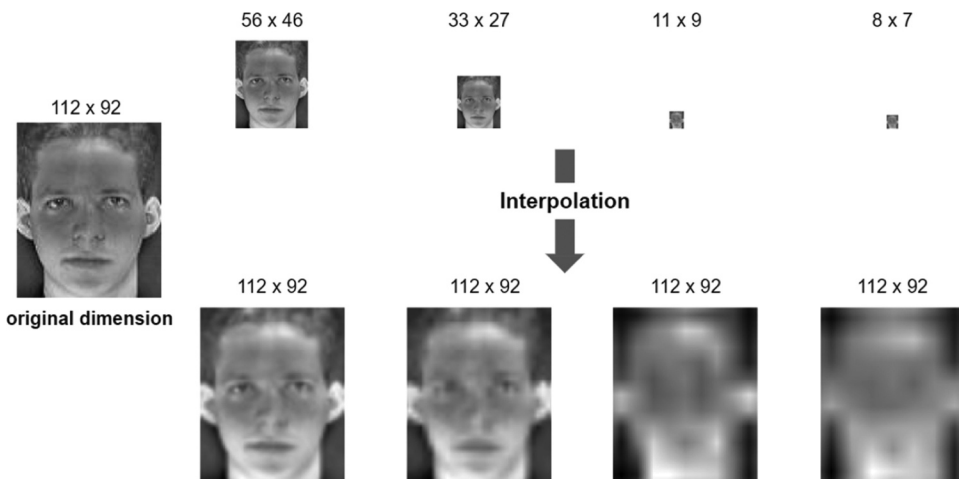 56 x 46
33 x 27
11 x 9
8 x 7
112 x 92
Interpolation
original dimension
112 x 92
112 x 92
112 x 92
112 x 92